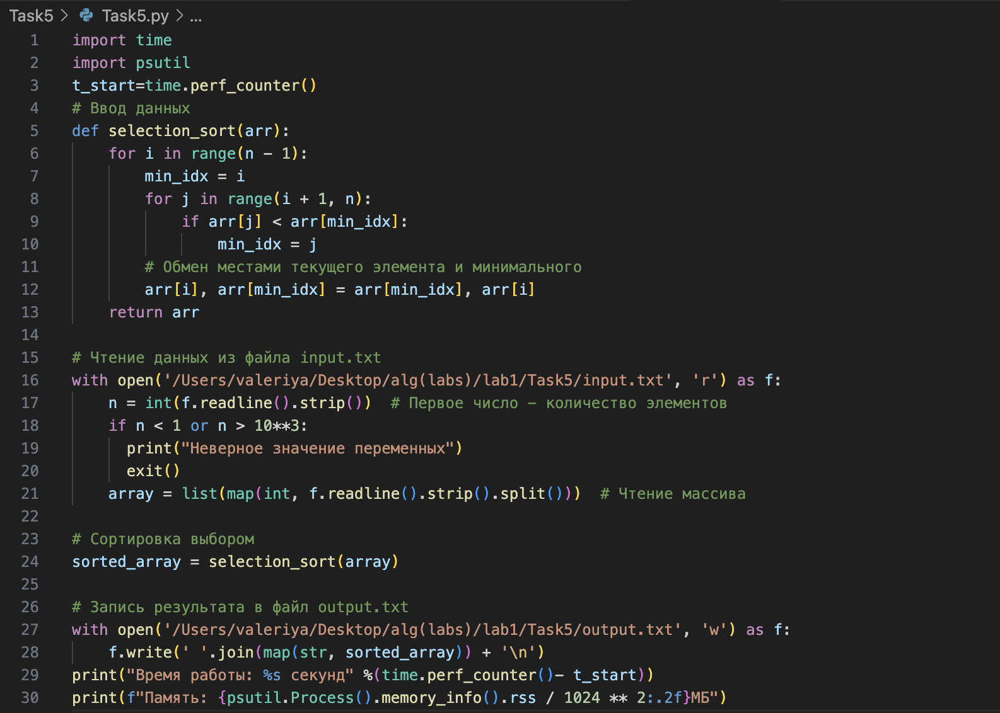 Task5 > Task5.py > ...
1 import time
2 import psutil
3 t_start=time.perf_counter()
4 # Ввод данных
5 def selection_sort(arr):
6     for i in range(n - 1):
7         min_idx = i
8         for j in range(i + 1, n):
9             if arr[j] < arr[min_idx]:
10                 min_idx = j
11         # Обмен местами текущего элемента и минимального
12         arr[i], arr[min_idx] = arr[min_idx], arr[i]
13     return arr
14
15 # Чтение данных из файла input.txt
16 with open('/Users/valeriya/Desktop/alg(labs)/lab1/Task5/input.txt', 'r') as f:
17     n = int(f.readline().strip())  # Первое число – количество элементов
18     if n < 1 or n > 10**3:
19       print("Неверное значение переменных")
20       exit()
21     array = list(map(int, f.readline().strip().split()))  # Чтение массива
22
23 # Сортировка выбором
24 sorted_array = selection_sort(array)
25
26 # Запись результата в файл output.txt
27 with open('/Users/valeriya/Desktop/alg(labs)/lab1/Task5/output.txt', 'w') as f:
28     f.write(' '.join(map(str, sorted_array)) + '\n')
29 print("Время работы: %s секунд" %(time.perf_counter()- t_start))
30 print(f"Память: {psutil.Process().memory_info().rss / 1024 ** 2:.2f}МБ")